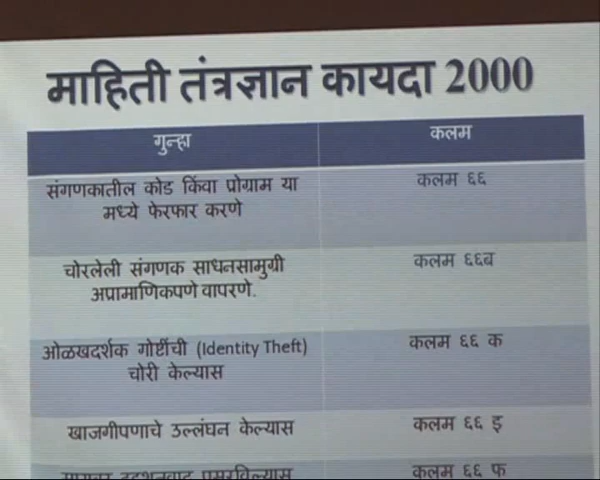 माहिती तंत्रज्ञान कायदा 2000
गुन्हा कलम
संगणकातील कोड किंवा प्रोग्राम या कलम ६६
मध्ये फेरफार करणे
चोरलेली संगणक साधनसामुग्री कलम ६६ब
अप्रामाणिकपणे वापरणे.
ओळखदर्शक गोष्टींची (Identity Theft) कलम ६६ क
चोरी केल्यास
खाजगीपणाचे उल्लंघन केल्यास कलम ६६ इ
कलम ६६ फ